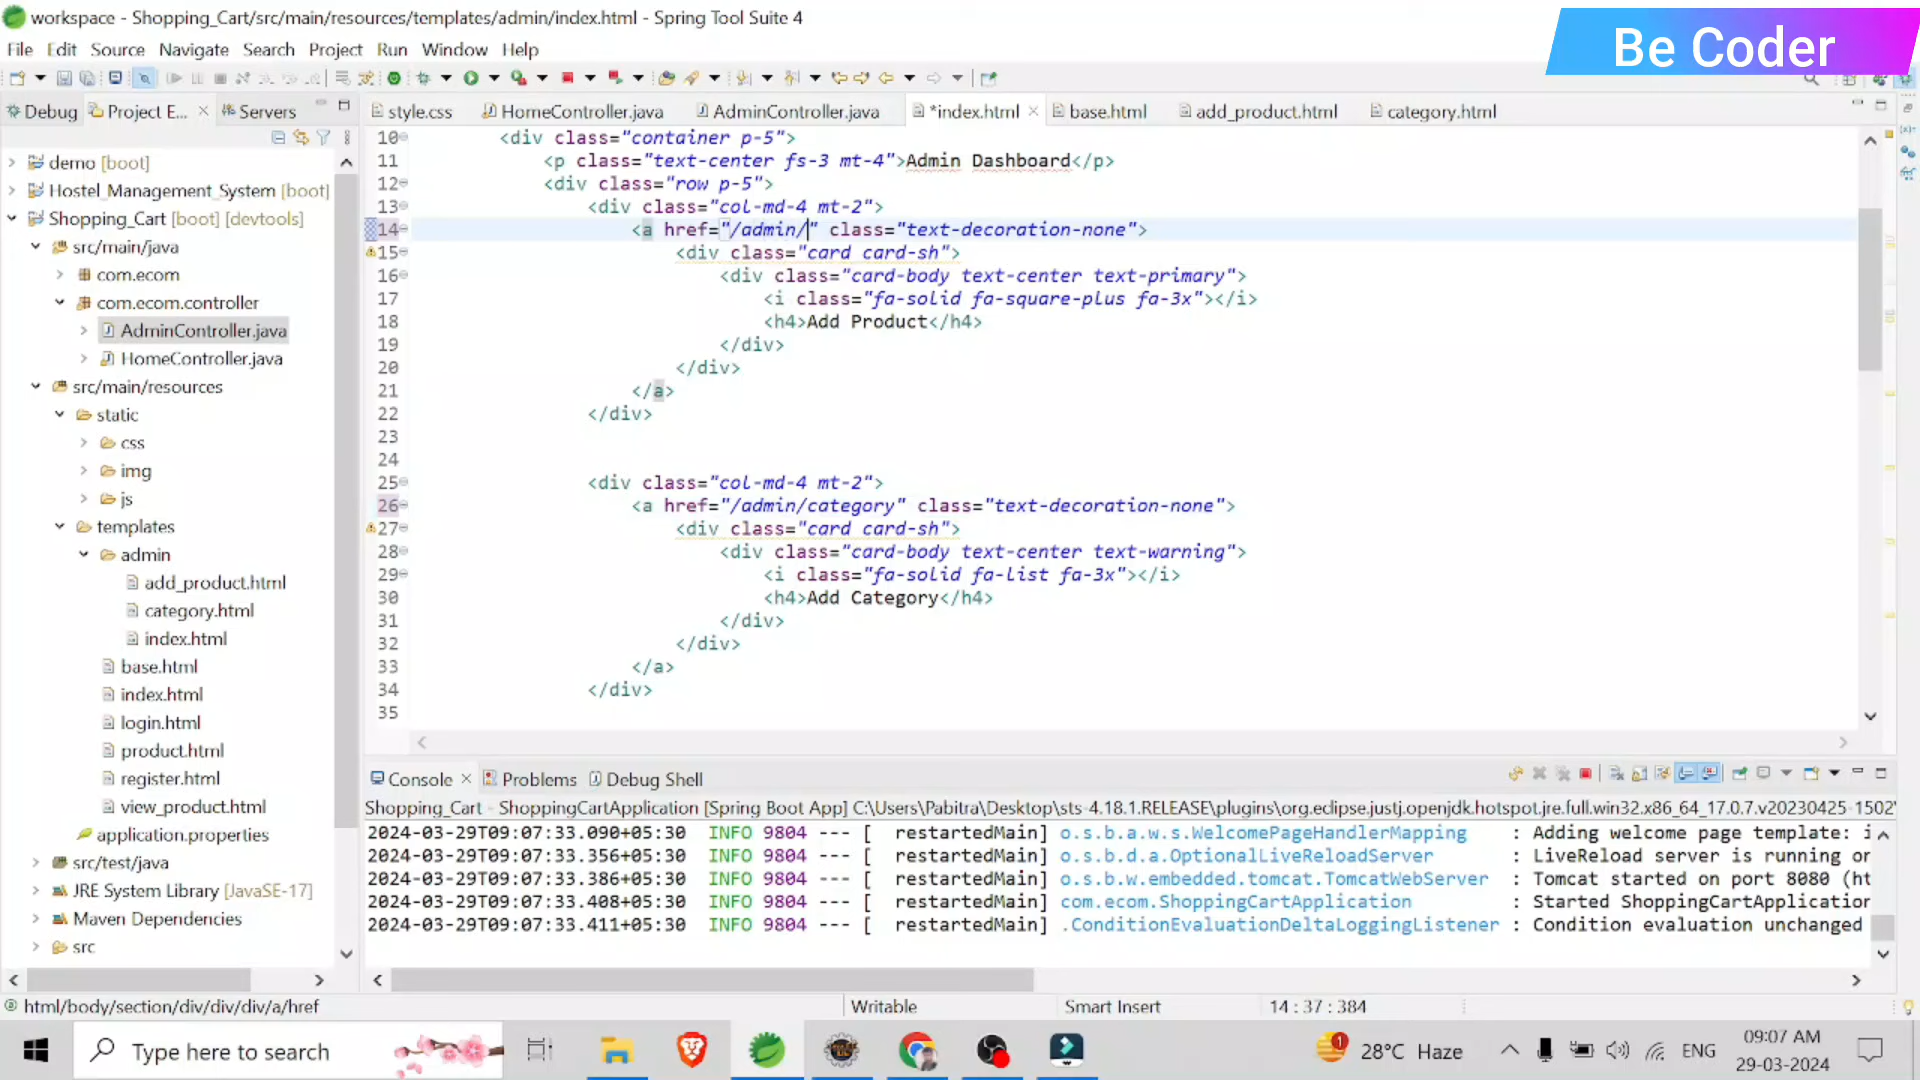 workspace - Shopping_Cart/src/main/resources/templates/admin/index.html - Spring Tool Suite 4
Be Coder
File Edit Source Navigate Search Project Run Window Help
Debug Project E... Servers
style.css HomeController.java AdminController.java *index.html base.html add_product.html category.html
demo [boot]
Hostel_Management_System [boot]
Shopping_Cart [boot] [devtools]
src/main/java
com.ecom
com.ecom.controller
AdminController.java
HomeController.java
src/main/resources
static
css
img
js
templates
admin
add_product.html
category.html
index.html
base.html
index.html
login.html
product.html
register.html
view_product.html
application.properties
src/test/java
JRE System Library [JavaSE-17]
Maven Dependencies
src
10 <div class="container p-5">
11 <p class="text-center fs-3 mt-4">Admin Dashboard</p>
12 <div class="row p-5">
13 <div class="col-md-4 mt-2">
14 <a href="/admin/" class="text-decoration-none">
15 <div class="card card-sh">
16 <div class="card-body text-center text-primary">
17 <i class="fa-solid fa-square-plus fa-3x"></i>
18 <h4>Add Product</h4>
19 </div>
20 </div>
21 </a>
22 </div>
23
24
25 <div class="col-md-4 mt-2">
26 <a href="/admin/category" class="text-decoration-none">
27 <div class="card card-sh">
28 <div class="card-body text-center text-warning">
29 <i class="fa-solid fa-list fa-3x"></i>
30 <h4>Add Category</h4>
31 </div>
32 </div>
33 </a>
34 </div>
35
Console Problems Debug Shell
Shopping_Cart - ShoppingCartApplication [Spring Boot App] C:\Users\Pabitra\Desktop\sts-4.18.1.RELEASE\plugins\org.eclipse.justj.openjdk.hotspot.jre.full.win32.x86_64_17.0.7.v20230425-1502
2024-03-29T09:07:33.090+05:30 INFO 9804 --- [ restartedMain] o.s.b.a.w.s.WelcomePageHandlerMapping : Adding welcome page template: i
2024-03-29T09:07:33.356+05:30 INFO 9804 --- [ restartedMain] o.s.b.d.a.OptionalLiveReloadServer : LiveReload server is running on
2024-03-29T09:07:33.386+05:30 INFO 9804 --- [ restartedMain] o.s.b.w.embedded.tomcat.TomcatWebServer : Tomcat started on port 8080 (ht
2024-03-29T09:07:33.408+05:30 INFO 9804 --- [ restartedMain] com.ecom.ShoppingCartApplication : Started ShoppingCartApplication
2024-03-29T09:07:33.411+05:30 INFO 9804 --- [ restartedMain] .ConditionEvaluationDeltaLoggingListener : Condition evaluation unchanged
html/body/section/div/div/div/a/href Writable Smart Insert 14 : 37 : 384
Type here to search
1 28°C Haze ENG 09:07 AM
29-03-2024